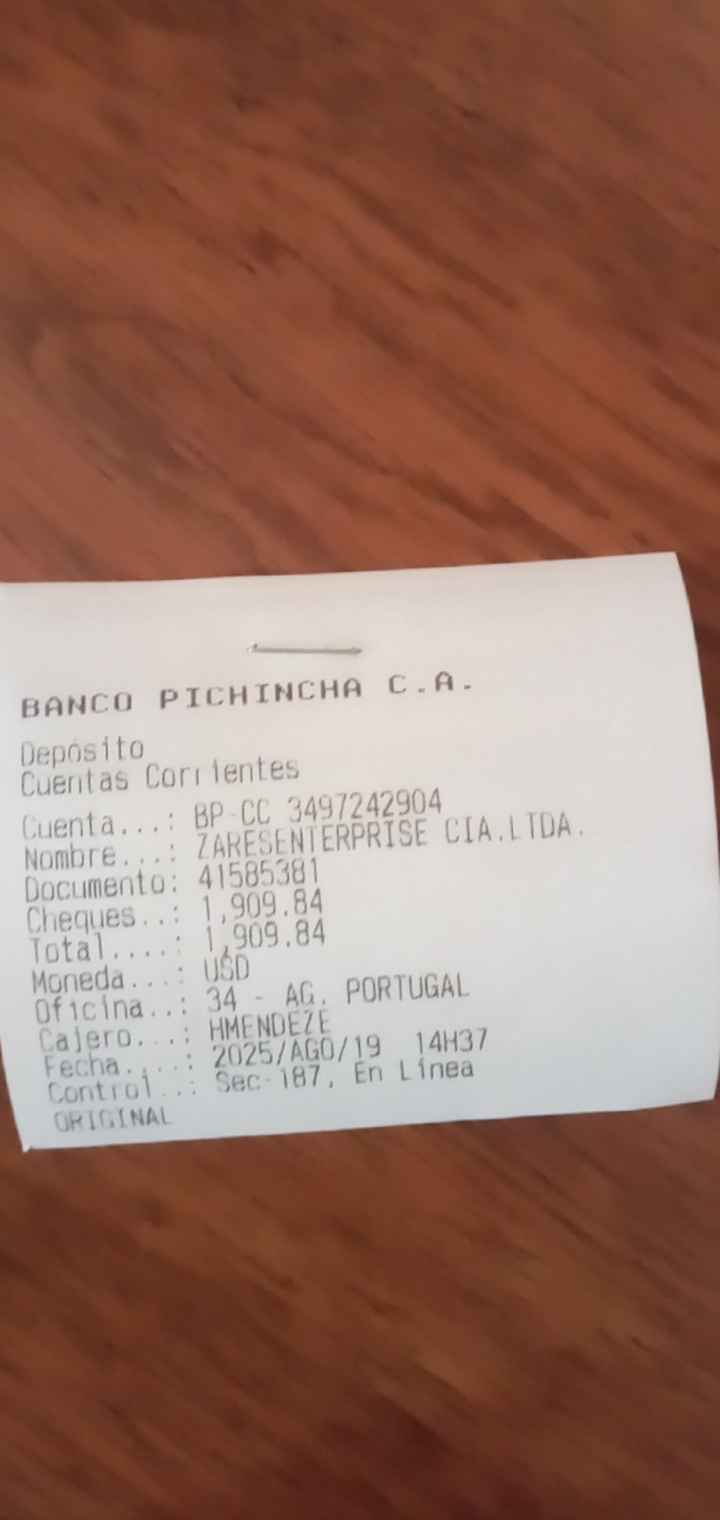 BANCO PICHINCHA C.A.
Depósito
Cuentas Corrientes
Cuenta...: BP-CC 3497242904
Nombre...: ZARESENTERPRISE CIA.LTDA.
Documento: 41585381
Cheques..: 1,909.84
Total....: 1,909.84
Moneda...: USD
Oficina..: 34 - AG. PORTUGAL
Cajero...: HMENDEZE
Fecha....: 2025/AGO/19 14H37
Control..: Sec-187, En Línea
ORIGINAL